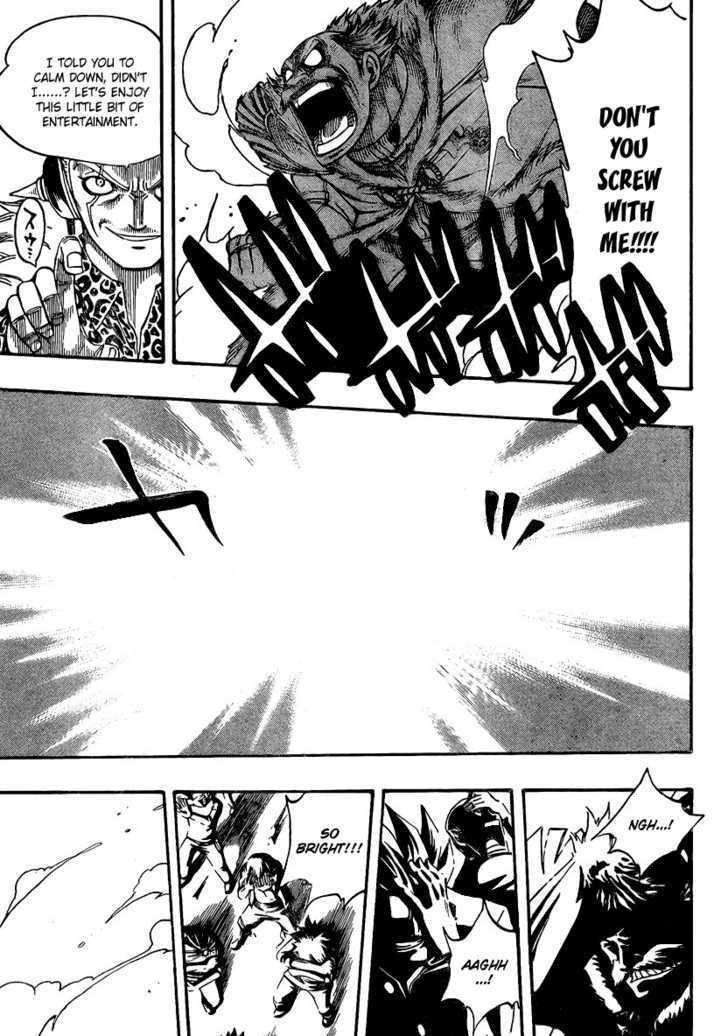 DON'T
YOU
SCREW
WITH
ME!!!!
I TOLD YOU TO
CALM DOWN, DIDN'T
I......? LET'S ENJOY
THIS LITTLE BIT OF
ENTERTAINMENT.
NGH...!
AAGHH
...!
SO
BRIGHT!!!